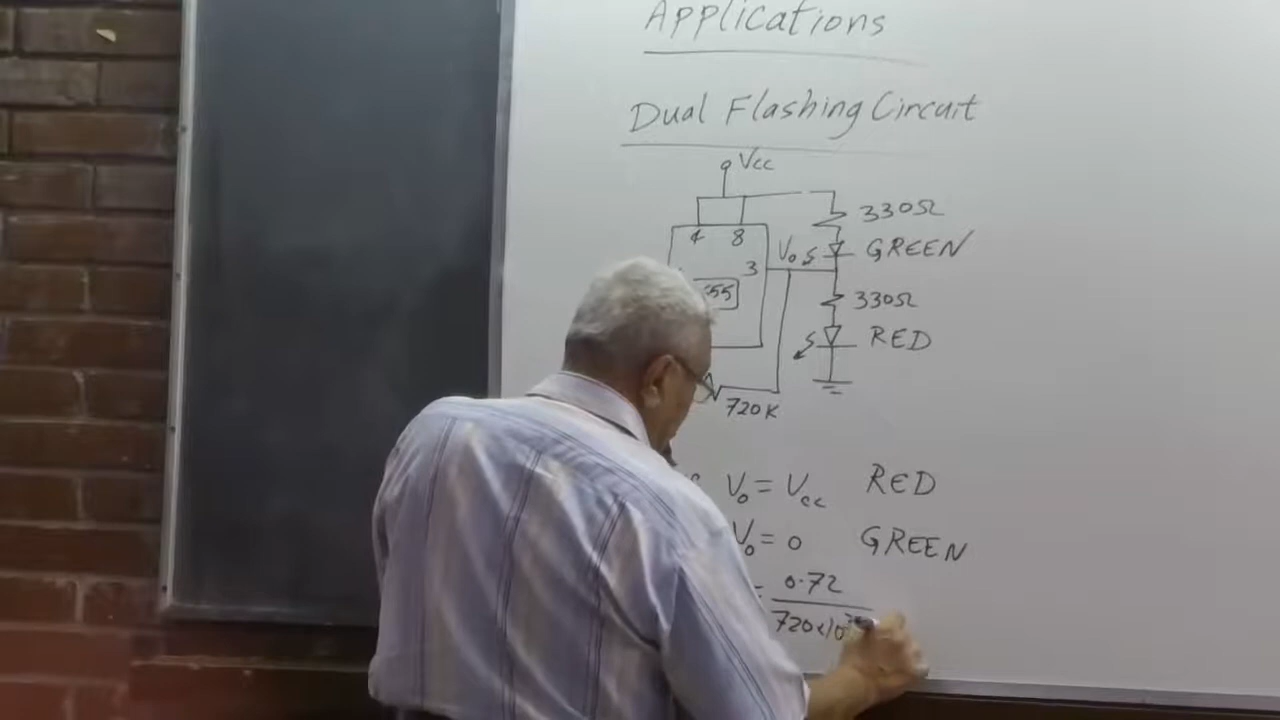 Applications
Dual Flashing Circuit
Vcc
330Ω
4 8
GREEN
Vo
3
555
330Ω
RED
720K
Vo = Vcc RED
Vo = 0 GREEN
= 0.72
720×10